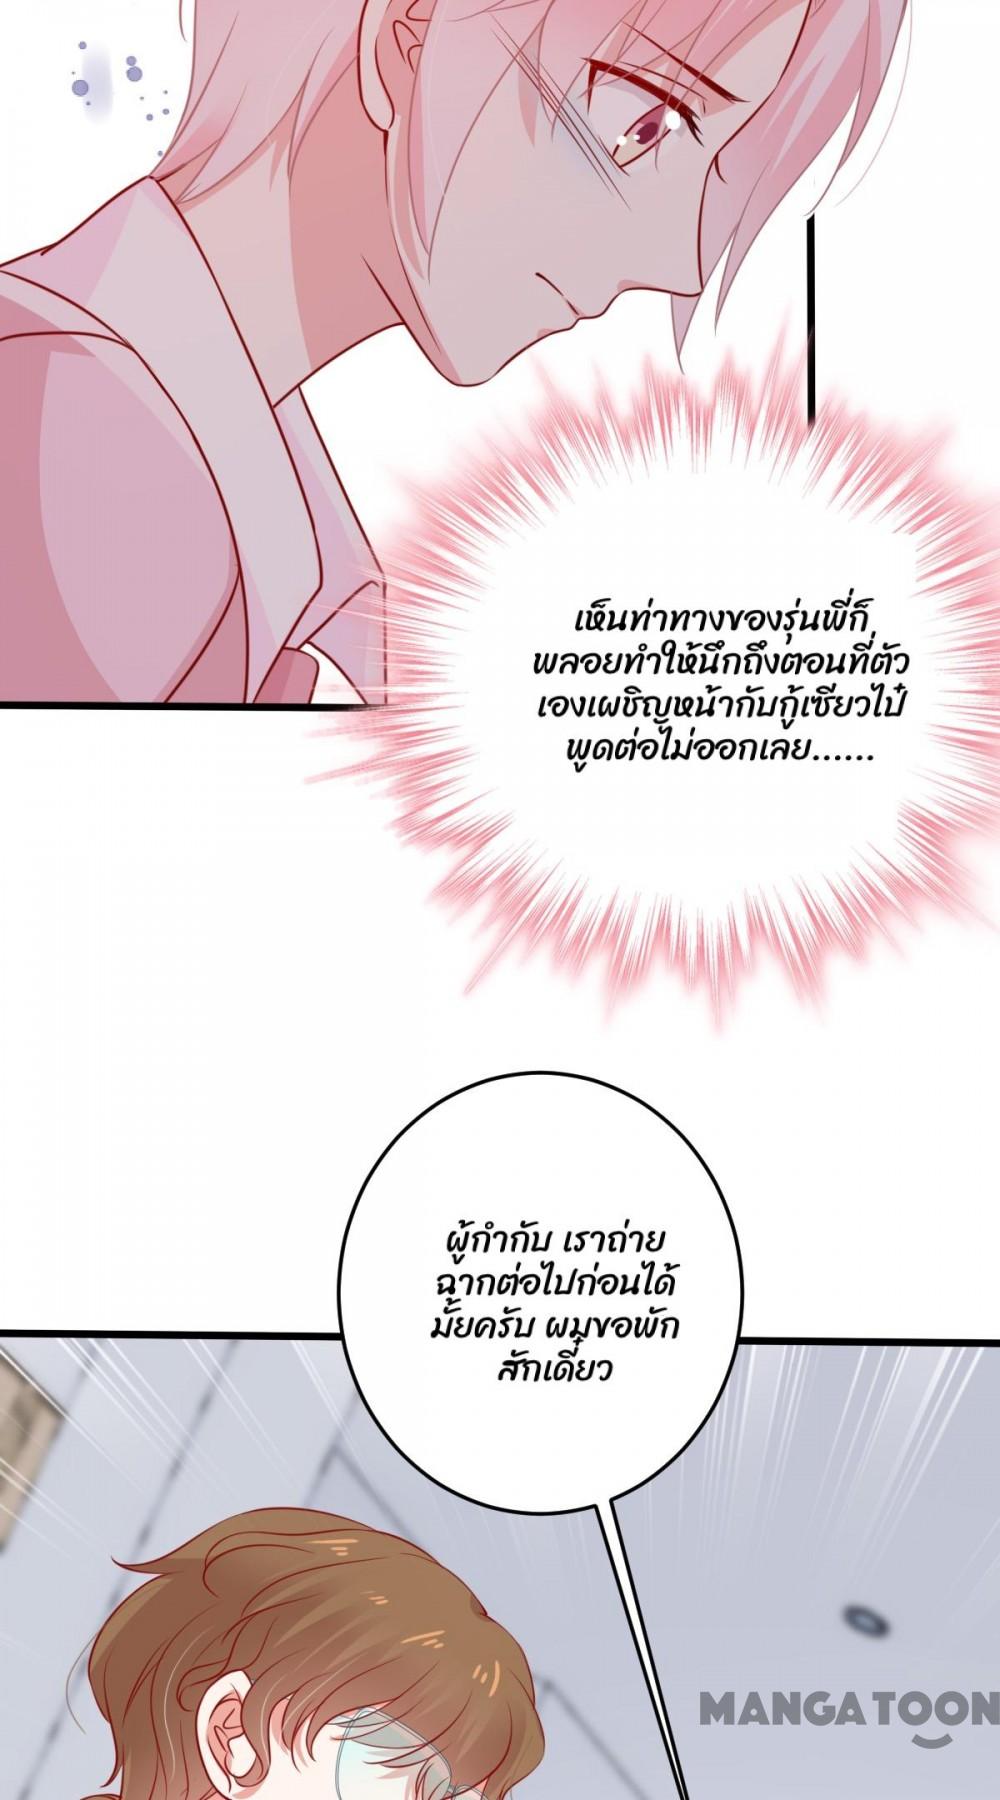 เห็นท่าทางของรุ่นพี่ก็
พลอยทำให้นึกถึงตอนที่ตัว
เองเผชิญหน้ากับกู้เซียวไป๋
พูดต่อไม่ออกเลย......
ผู้กำกับ เราถ่าย
ฉากต่อไปก่อนได้
มั้ยครับ ผมขอพัก
สักเดี๋ยว
MANGATOON